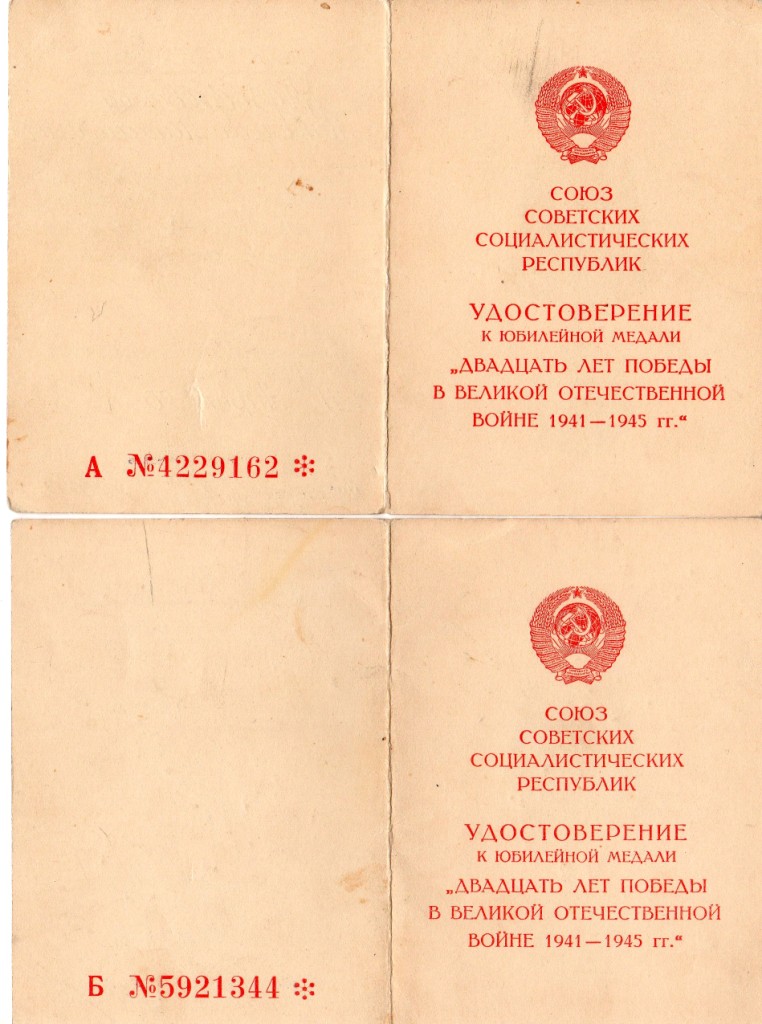 СОЮЗ
СОВЕТСКИХ
СОЦИАЛИСТИЧЕСКИХ
РЕСПУБЛИК
УДОСТОВЕРЕНИЕ
К ЮБИЛЕЙНОЙ МЕДАЛИ
„ДВАДЦАТЬ ЛЕТ ПОБЕДЫ
В ВЕЛИКОЙ ОТЕЧЕСТВЕННОЙ
ВОЙНЕ 1941—1945 гг.“
А №4229162
СОЮЗ
СОВЕТСКИХ
СОЦИАЛИСТИЧЕСКИХ
РЕСПУБЛИК
УДОСТОВЕРЕНИЕ
К ЮБИЛЕЙНОЙ МЕДАЛИ
„ДВАДЦАТЬ ЛЕТ ПОБЕДЫ
В ВЕЛИКОЙ ОТЕЧЕСТВЕННОЙ
ВОЙНЕ 1941—1945 гг.“
Б №5921344